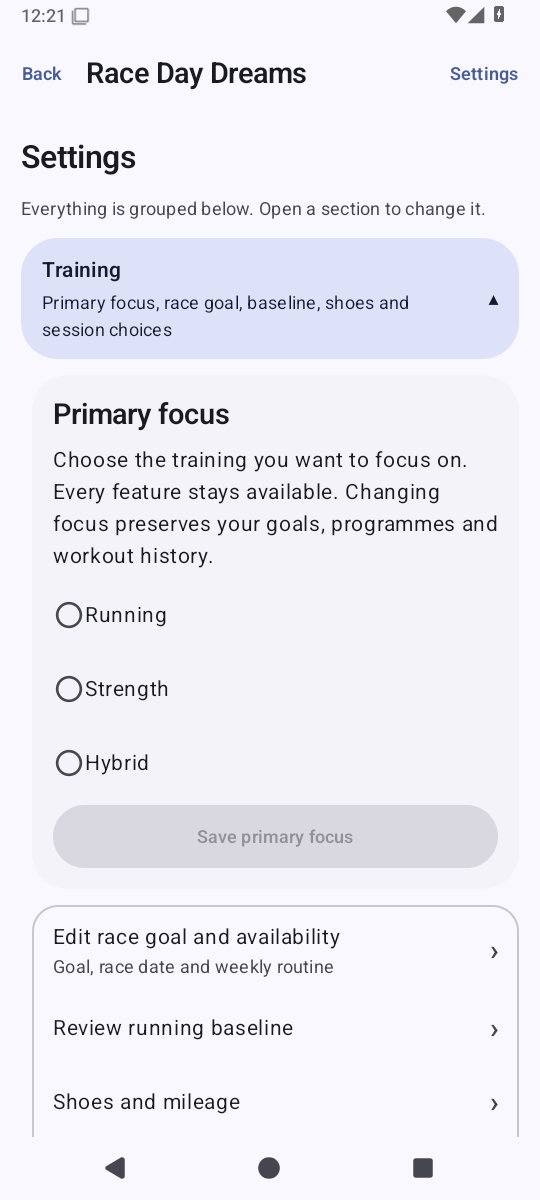 12:21
Back Race Day Dreams Settings
Settings
Everything is grouped below. Open a section to change it.
Training
Primary focus, race goal, baseline, shoes and
session choices
Primary focus
Choose the training you want to focus on.
Every feature stays available. Changing
focus preserves your goals, programmes and
workout history.
Running
Strength
Hybrid
Save primary focus
Edit race goal and availability
Goal, race date and weekly routine
Review running baseline
Shoes and mileage